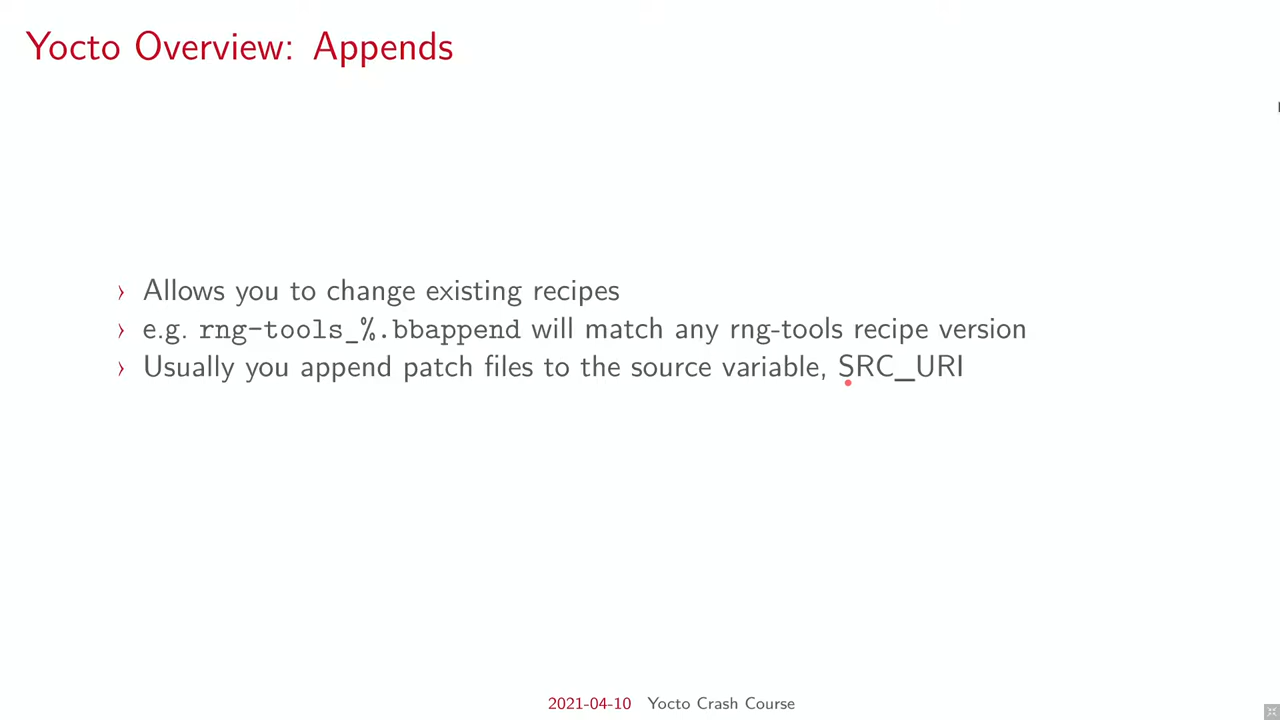 Yocto Overview: Appends
› Allows you to change existing recipes
› e.g. rng-tools_%.bbappend will match any rng-tools recipe version
› Usually you append patch files to the source variable, SRC_URI
2021-04-10 Yocto Crash Course